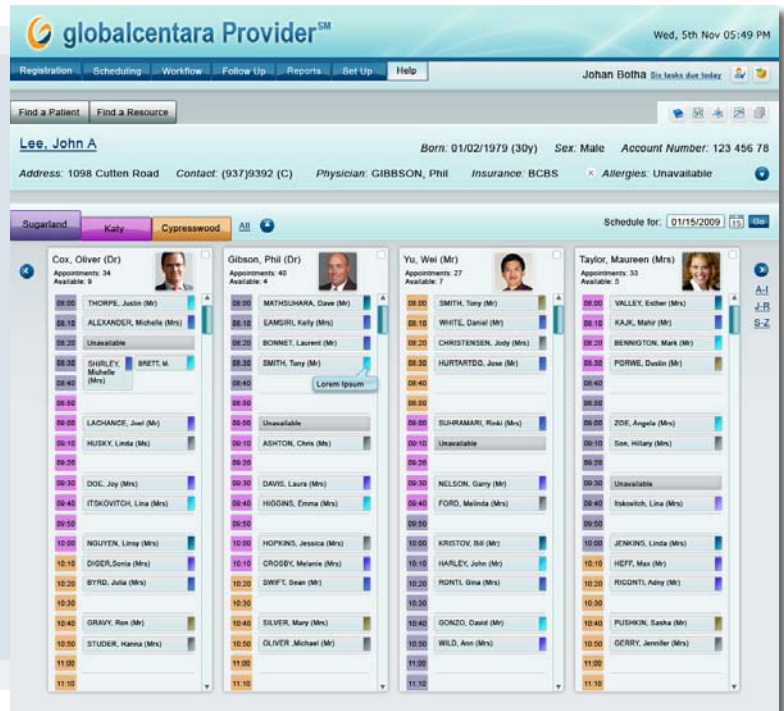 globalcentara Provider SM
Wed, 5th Nov 05:49 PM
Registration Scheduling Workflow Follow Up Reports Set Up Help
Johan Botha Six tasks due today
Find a Patient Find a Resource
Lee, John A
Born: 01/02/1979 (30y) Sex: Male Account Number: 123 456 78
Address: 1098 Cutten Road Contact: (937)9392 (C) Physician: GIBBSON, Phil Insurance: BCBS × Allergies: Unavailable
Sugarland Katy Cypresswood All
Schedule for: 01/15/2009 15 Go
Cox, Oliver (Dr)
Appointments: 34
Available: 9
08:00 THORPE, Justin (Mr)
08:10 ALEXANDER, Michelle (Mrs)
08:20 Unavailable
08:30 SHIRLEY, Michelle (Mrs) BRETT, M.
08:40
08:50
09:00 LACHANCE, Joel (Mr)
09:10 HUSKY, Linda (Ms)
09:20
09:30 DOE, Joy (Mrs)
09:40 ITSKOVITCH, Lina (Mrs)
09:50
10:00 NGUYEN, Linsy (Mrs)
10:10 DIGER,Sonia (Mrs)
10:20 BYRD, Julia (Mrs)
10:30
10:40 GRAVY, Ron (Mr)
10:50 STUDER, Hanna (Mrs)
11:00
11:10
Gibson, Phil (Dr)
Appointments: 40
Available: 4
08:00 MATHSUHARA, Dave (Mr)
08:10 EAMSIRI, Kelly (Mrs)
08:20 BONNET, Laurent (Mr)
08:30 SMITH, Tony (Mr)
08:40 Lorem Ipsum
08:50
09:00 Unavailable
09:10 ASHTON, Chris (Ms)
09:20
09:30 DAVIS, Laura (Mrs)
09:40 HIGGINS, Emma (Mrs)
09:50
10:00 HOPKINS, Jessica (Mrs)
10:10 CROSBY, Melanie (Mrs)
10:20 SWIFT, Sean (Mr)
10:30
10:40 SILVER, Mary (Mrs)
10:50 OLIVER ,Michael (Mr)
11:00
11:10
Yu, Wei (Mr)
Appointments: 27
Available: 7
08:00 SMITH, Tony (Mr)
08:10 WHITE, Daniel (Mr)
08:20 CHRISTENSEN, Jody (Mrs)
08:30 HURTARTDO, Jose (Mr)
08:40
08:50
09:00 SUHRAMARI, Rinki (Mrs)
09:10 Unavailable
09:20
09:30 NELSON, Garry (Mr)
09:40 FORD, Melinda (Mrs)
09:50
10:00 KRISTOV, Bill (Mr)
10:10 HARLEY, John (Mr)
10:20 RONTI, Gina (Mrs)
10:30
10:40 GONZO, David (Mr)
10:50 WILD, Ann (Mrs)
11:00
11:10
Taylor, Maureen (Mrs)
Appointments: 33
Available: 5
08:00 VALLEY, Esther (Mrs)
08:10 KAJK, Mahir (Mr)
08:20 BENNIGTON, Mark (Mr)
08:30 FORWE, Dustin (Mr)
08:40
08:50
09:00 ZOE, Angela (Mrs)
09:10 Son, Hillary (Mrs)
09:20
09:30 Unavailable
09:40 Itskovitch, Lina (Mrs)
09:50
10:00 JENKINS, Linda (Mrs)
10:10 HEFF, Max (Mr)
10:20 RICONTI, Adny (Mr)
10:30
10:40 PUSHKIN, Sasha (Mr)
10:50 GERRY, Jennifer (Mrs)
11:00
11:10
A-I
J-R
S-Z